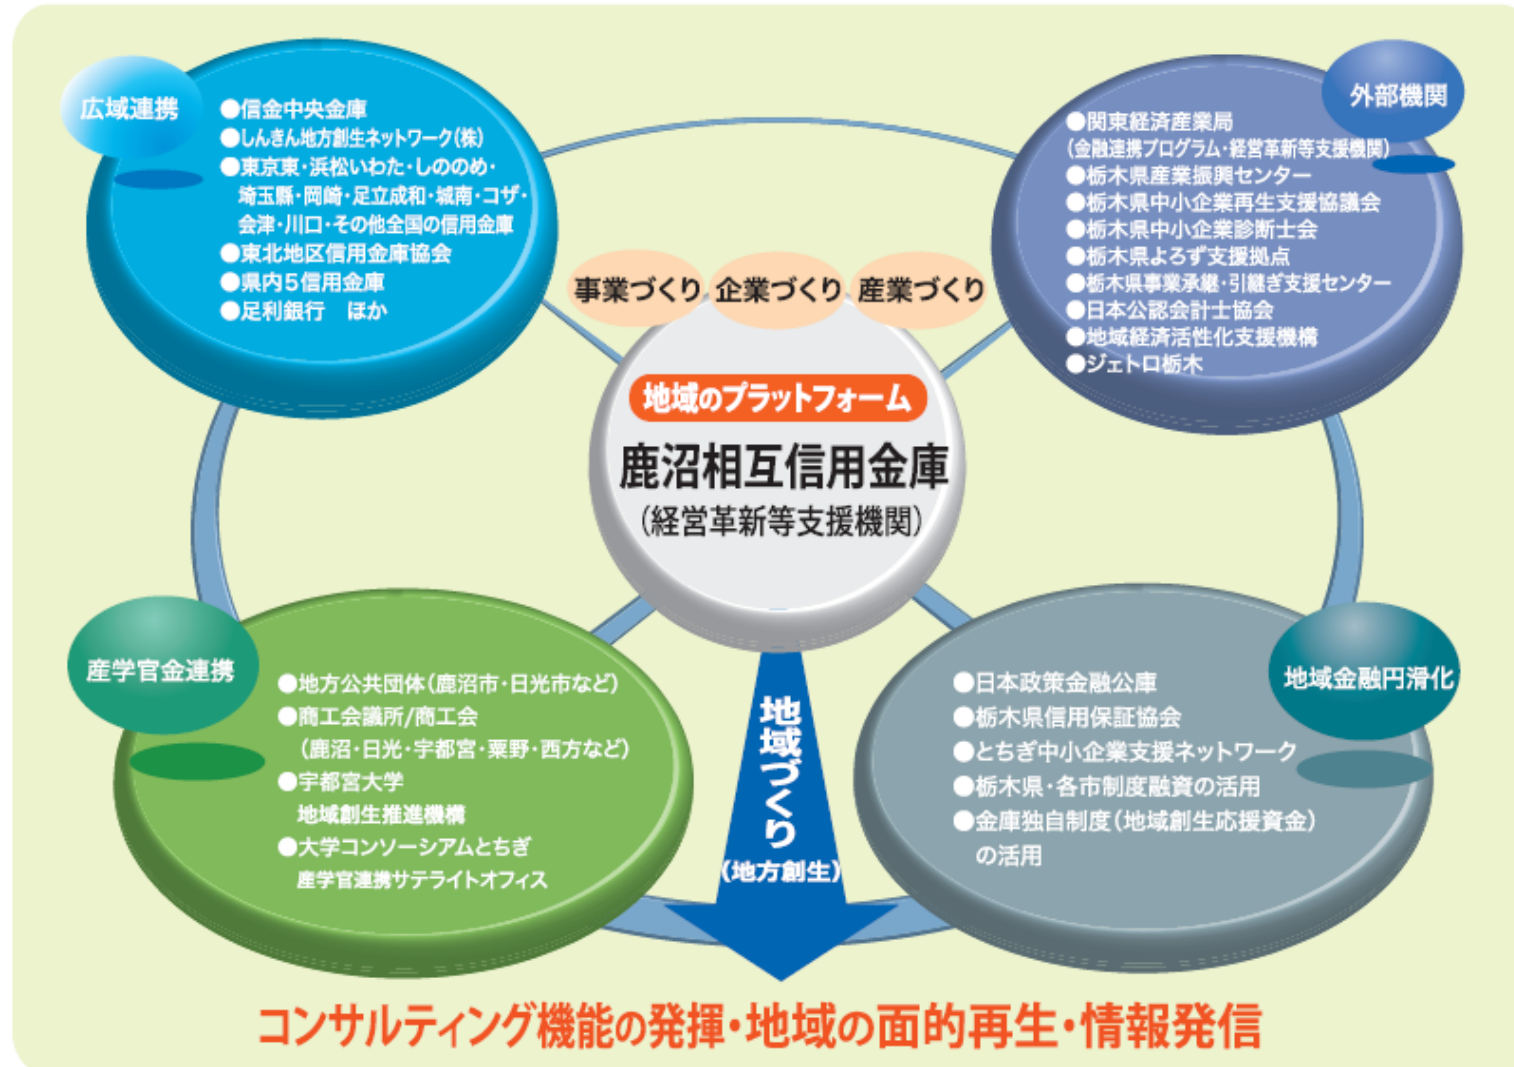 広域連携
●信金中央金庫
●しんきん地方創生ネットワーク(株)
●東京東・浜松いわた・しののめ・
埼玉縣・岡崎・足立成和・城南・コザ・
会津・川口・その他全国の信用金庫
●東北地区信用金庫協会
●県内5信用金庫
●足利銀行　ほか
外部機関
●関東経済産業局
(金融連携プログラム・経営革新等支援機関)
●栃木県産業振興センター
●栃木県中小企業再生支援協議会
●栃木県中小企業診断士会
●栃木県よろず支援拠点
●栃木県事業承継・引継ぎ支援センター
●日本公認会計士協会
●地域経済活性化支援機構
●ジェトロ栃木
事業づくり 企業づくり 産業づくり
地域のプラットフォーム
鹿沼相互信用金庫
(経営革新等支援機関)
産学官金連携
●地方公共団体(鹿沼市・日光市など)
●商工会議所/商工会
(鹿沼・日光・宇都宮・粟野・西方など)
●宇都宮大学
地域創生推進機構
●大学コンソーシアムとちぎ
産学官連携サテライトオフィス
地域づくり
(地方創生)
地域金融円滑化
●日本政策金融公庫
●栃木県信用保証協会
●とちぎ中小企業支援ネットワーク
●栃木県・各市制度融資の活用
●金庫独自制度(地域創生応援資金)
の活用
コンサルティング機能の発揮・地域の面的再生・情報発信